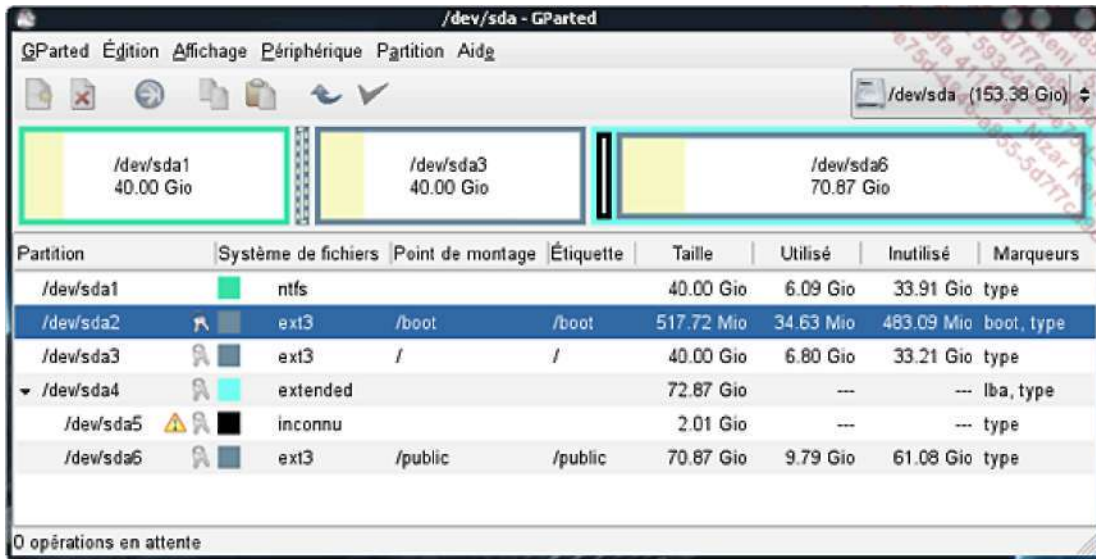 /dev/sda - GParted
GParted Édition Affichage Périphérique Partition Aide
/dev/sda (153.38 Gio)
/dev/sda1
40.00 Gio
/dev/sda3
40.00 Gio
/dev/sda6
70.87 Gio
Partition Système de fichiers Point de montage Étiquette Taille Utilisé Inutilisé Marqueurs
/dev/sda1 ntfs 40.00 Gio 6.09 Gio 33.91 Gio type
/dev/sda2 ext3 /boot /boot 517.72 Mio 34.63 Mio 483.09 Mio boot, type
/dev/sda3 ext3 / / 40.00 Gio 6.80 Gio 33.21 Gio type
/dev/sda4 extended 72.87 Gio --- --- lba, type
/dev/sda5 inconnu 2.01 Gio --- --- type
/dev/sda6 ext3 /public /public 70.87 Gio 9.79 Gio 61.08 Gio type
0 opérations en attente